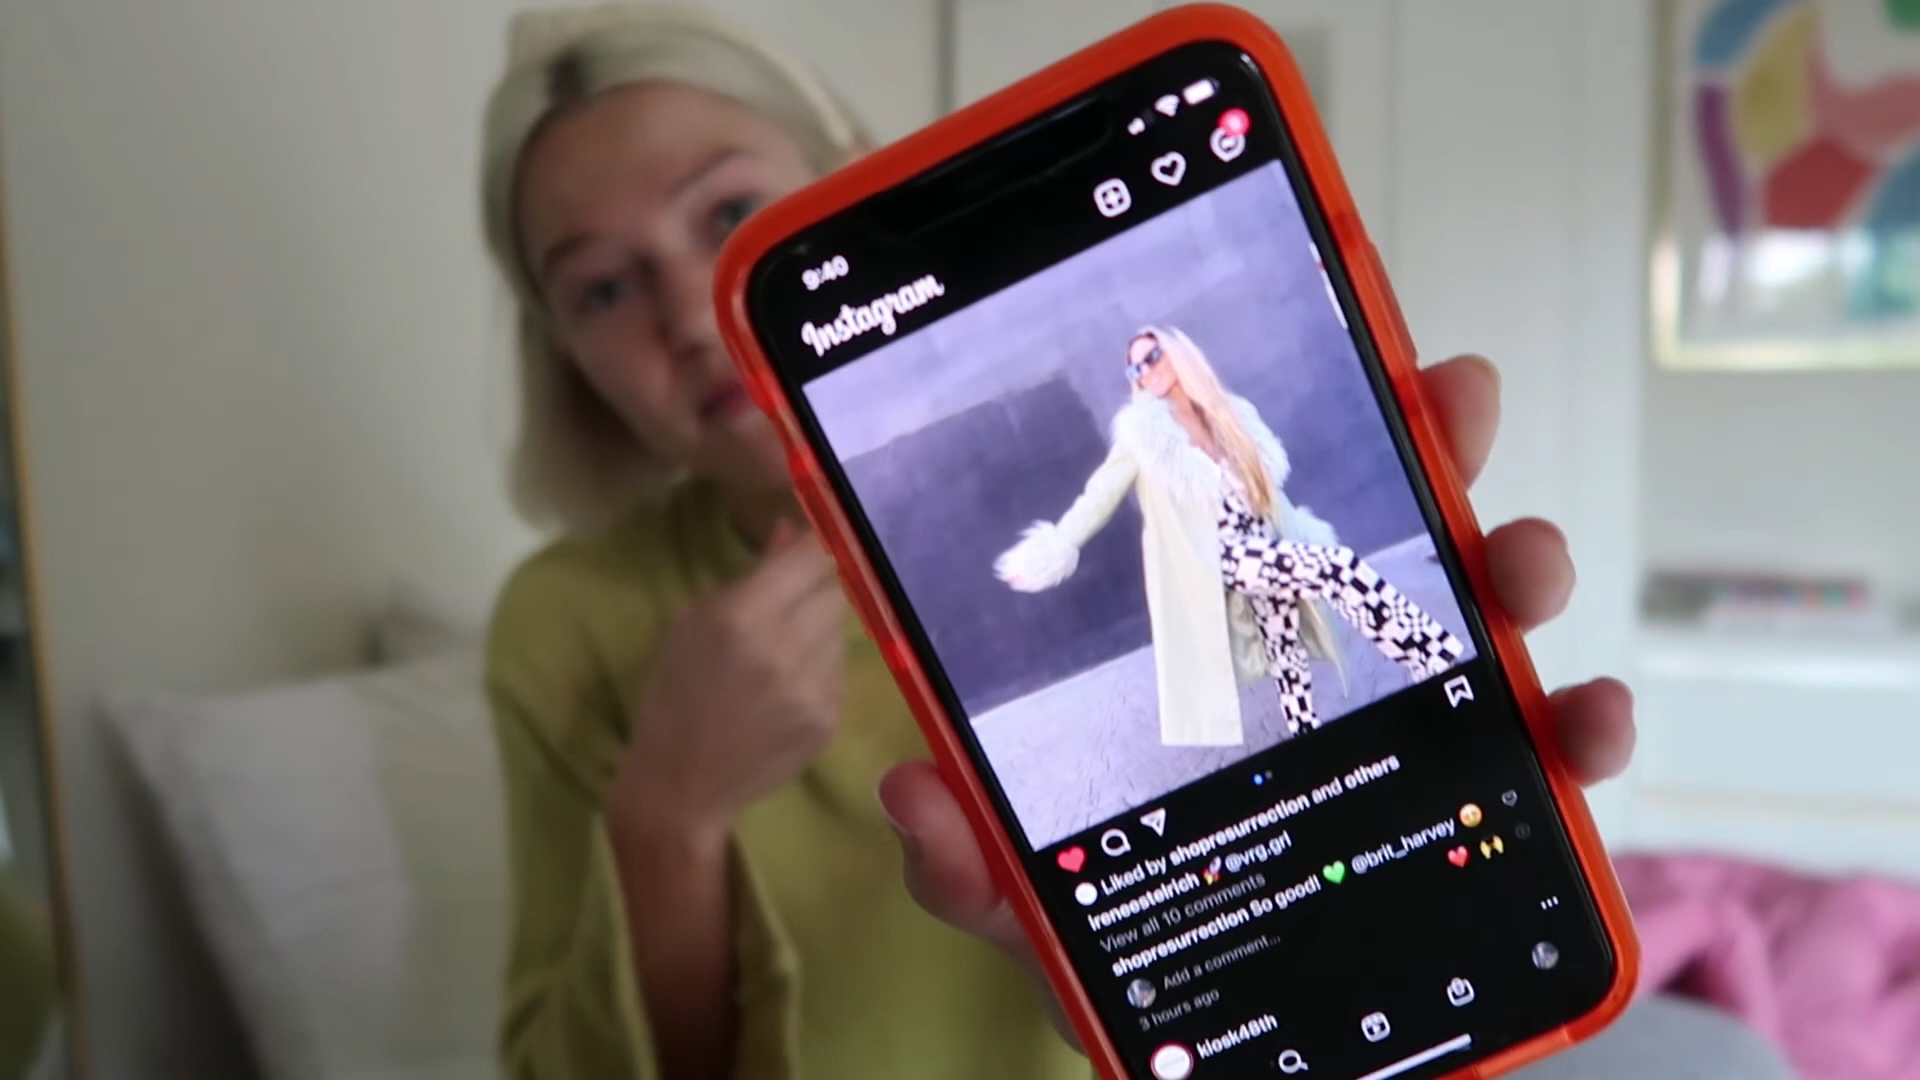 9:40
Instagram
Liked by shopresurrection and others
ireneesteirich 🚀 @vrg.grl
View all 10 comments
shopresurrection So good! 💚 @brit_harvey 🥹
❤️ 🙌
Add a comment...
3 hours ago
kiosk48th